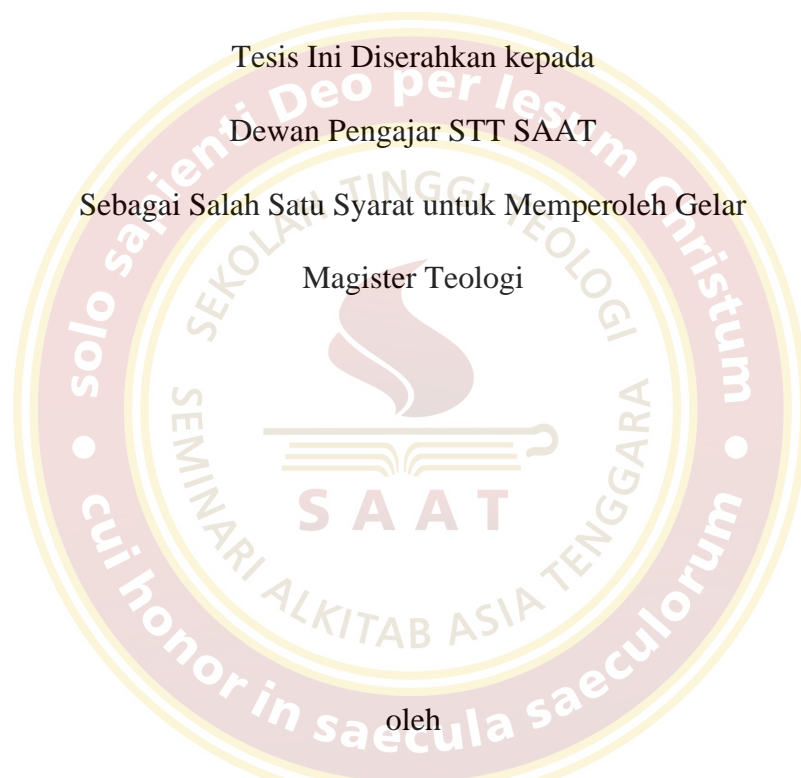 Tesis Ini Diserahkan kepada
Dewan Pengajar STT SAAT
Sebagai Salah Satu Syarat untuk Memperoleh Gelar
Magister Teologi
solo sapienti Deo per Iesum Christum
SEKOLAH TINGGI TEOLOGI
SAAT
SEMINARI ALKITAB ASIA TENGGARA
cui honor in saecula saeculorum
oleh